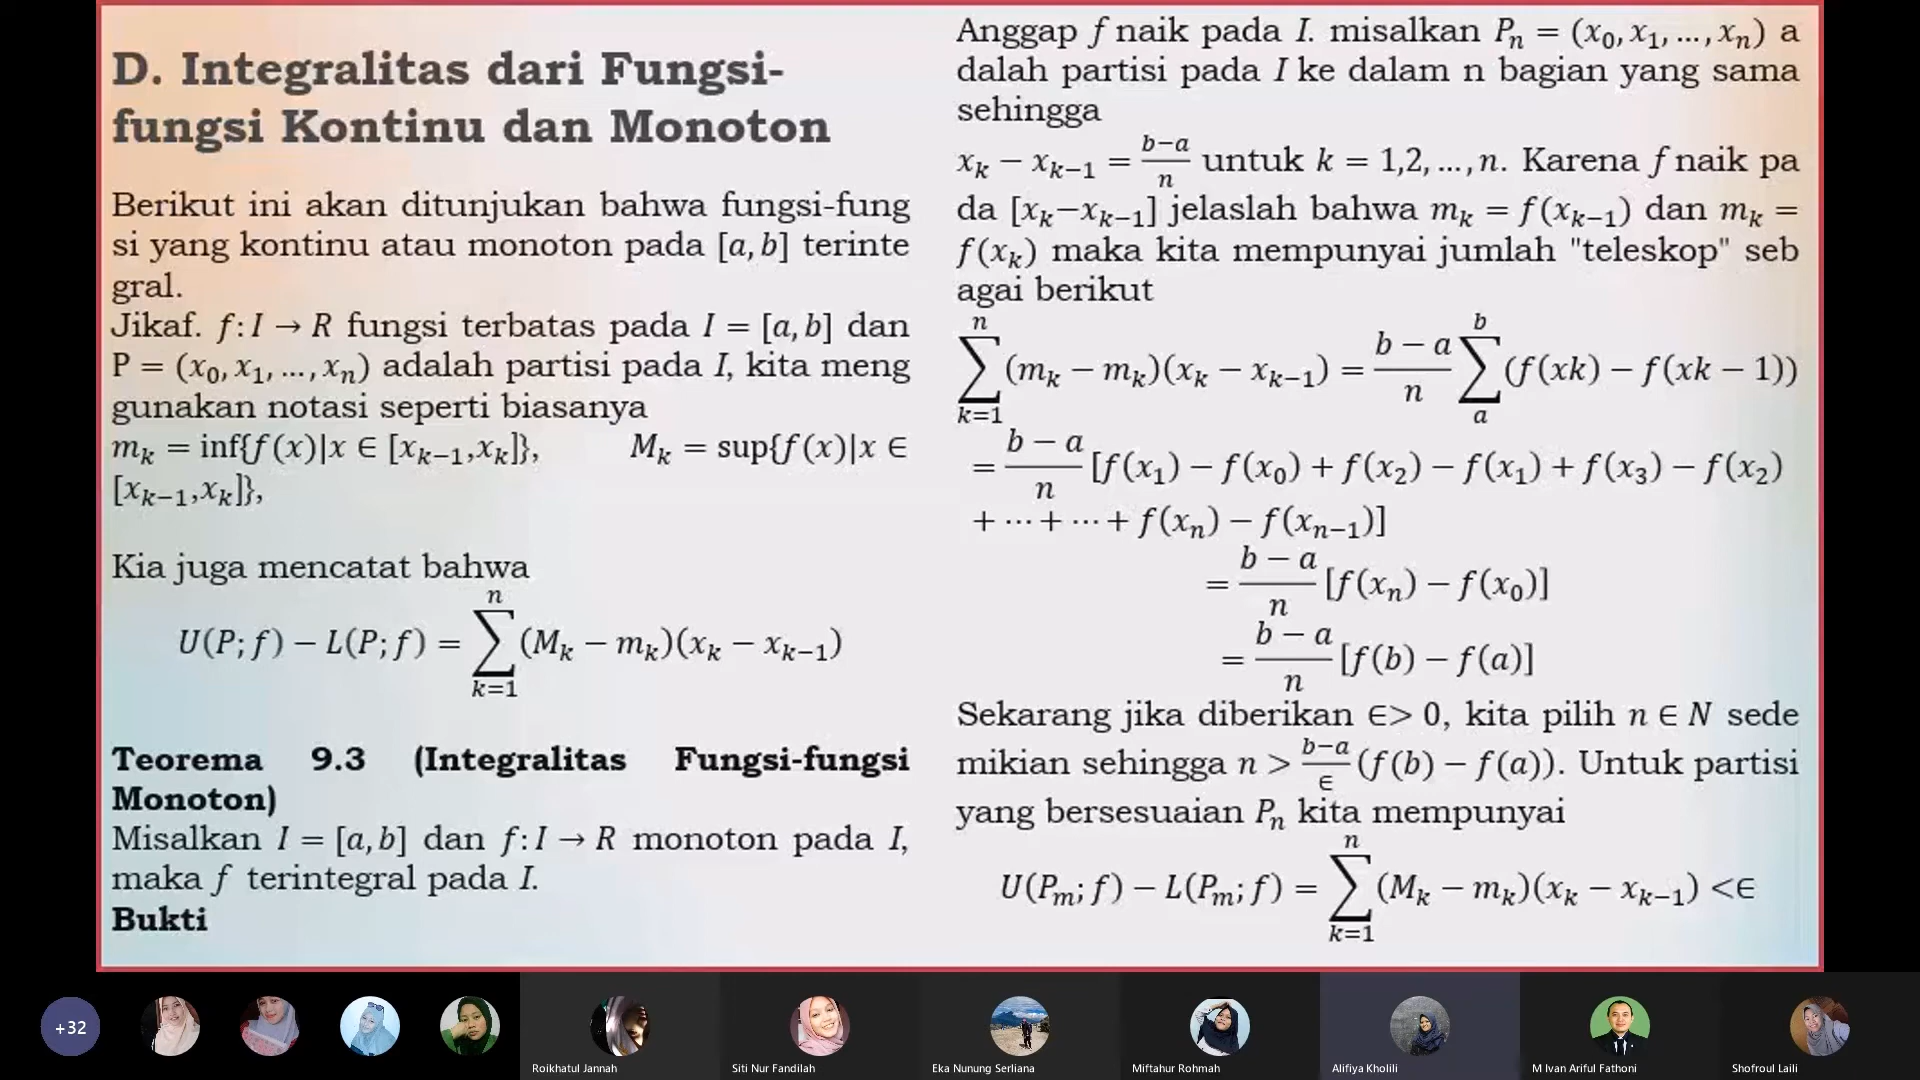 D. Integralitas dari Fungsi-
fungsi Kontinu dan Monoton
Berikut ini akan ditunjukan bahwa fungsi-fung
si yang kontinu atau monoton pada [a, b] terinte
gral.
Jikaf. f: I → R fungsi terbatas pada I = [a, b] dan
P = (x₀, x₁, ..., xₙ) adalah partisi pada I, kita meng
gunakan notasi seperti biasanya
mₖ = inf{f(x)|x ∈ [xₖ₋₁,xₖ]}, Mₖ = sup{f(x)|x ∈
[xₖ₋₁,xₖ]},
Kia juga mencatat bahwa
U(P; f) − L(P; f) = ∑ₖ₌₁ⁿ (Mₖ − mₖ)(xₖ − xₖ₋₁)
Teorema 9.3 (Integralitas Fungsi-fungsi
Monoton)
Misalkan I = [a, b] dan f: I → R monoton pada I,
maka f terintegral pada I.
Bukti
Anggap f naik pada I. misalkan Pₙ = (x₀, x₁, ..., xₙ) a
dalah partisi pada I ke dalam n bagian yang sama
sehingga
xₖ − xₖ₋₁ = (b−a)/n untuk k = 1,2, ..., n. Karena f naik pa
da [xₖ−xₖ₋₁] jelaslah bahwa mₖ = f(xₖ₋₁) dan mₖ =
f(xₖ) maka kita mempunyai jumlah "teleskop" seb
agai berikut
∑ₖ₌₁ⁿ (mₖ − mₖ)(xₖ − xₖ₋₁) = (b − a)/n ∑ₐᵇ (f(xk) − f(xk − 1))
= (b − a)/n [f(x₁) − f(x₀) + f(x₂) − f(x₁) + f(x₃) − f(x₂)
+ ⋯ + ⋯ + f(xₙ) − f(xₙ₋₁)]
= (b − a)/n [f(xₙ) − f(x₀)]
= (b − a)/n [f(b) − f(a)]
Sekarang jika diberikan ∈> 0, kita pilih n ∈ N sede
mikian sehingga n > (b−a)/∈ (f(b) − f(a)). Untuk partisi
yang bersesuaian Pₙ kita mempunyai
U(Pₘ; f) − L(Pₘ; f) = ∑ₖ₌₁ⁿ (Mₖ − mₖ)(xₖ − xₖ₋₁) <∈
+32
Roikhatul Jannah
Siti Nur Fandilah
Eka Nunung Serliana
Miftahur Rohmah
Alifiya Kholili
M Ivan Ariful Fathoni
Shofroul Laili